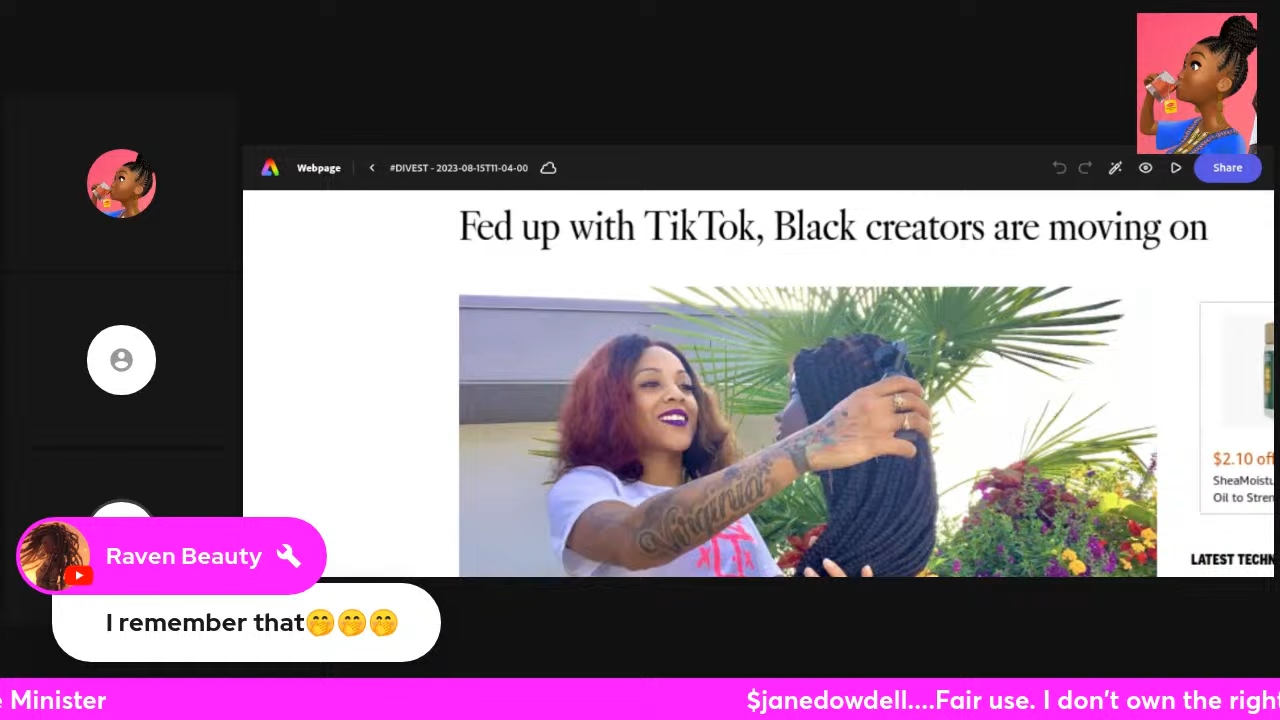 Webpage
#DIVEST - 2023-08-15T11-04-00
Share
Fed up with TikTok, Black creators are moving on
Virginia
$2.10 off
SheaMoistu
Oil to Stren
LATEST TECHN
Raven Beauty
I remember that🤭🤭🤭
e Minister
$janedowdell....Fair use. I don't own the right